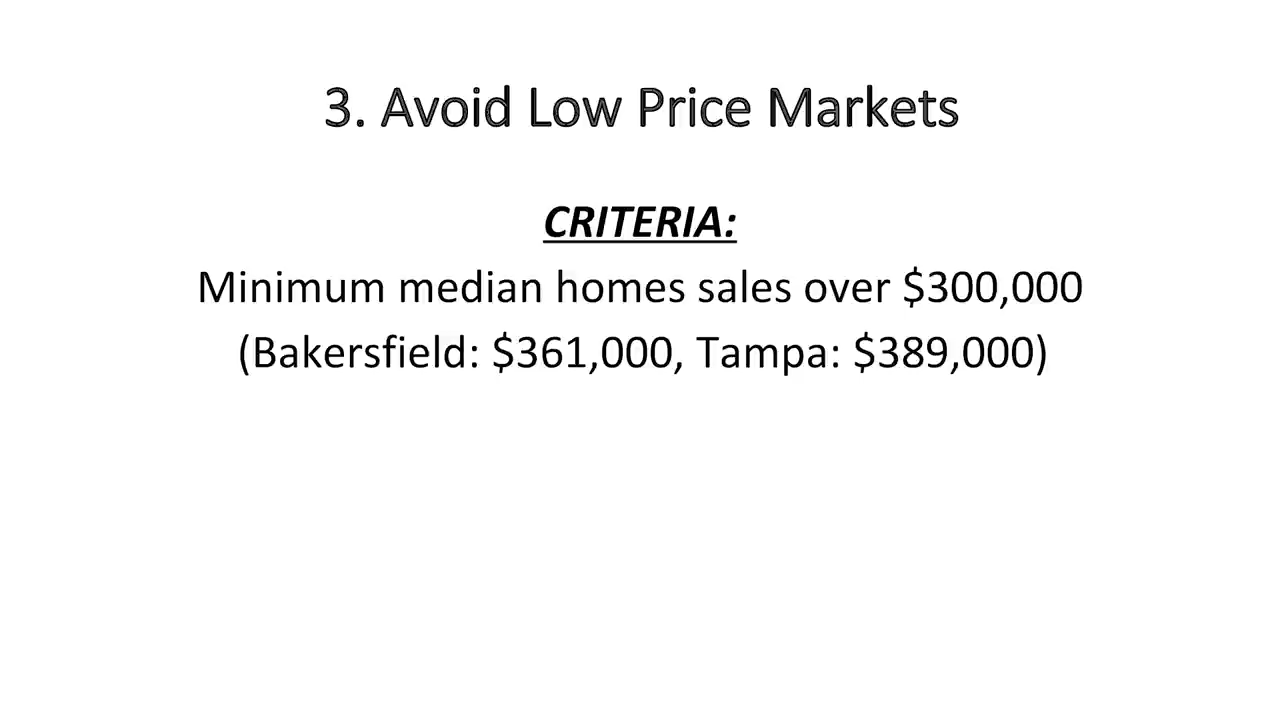 3. Avoid Low Price Markets
CRITERIA:
Minimum median homes sales over $300,000
(Bakersfield: $361,000, Tampa: $389,000)